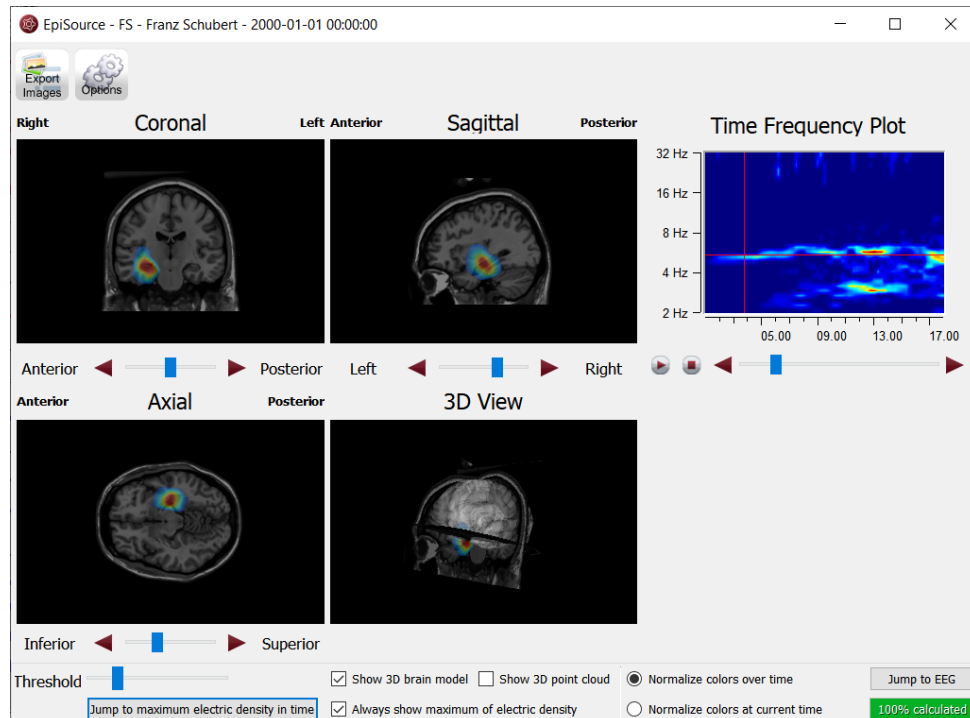 EpiSource - FS - Franz Schubert - 2000-01-01 00:00:00
Export
Images
Options
Right Coronal Left Anterior Sagittal Posterior
Time Frequency Plot
32 Hz
16 Hz
8 Hz
4 Hz
2 Hz
05.00 09.00 13.00 17.00
Anterior Posterior Left Right
Anterior Axial Posterior 3D View
Inferior Superior
Threshold
Show 3D brain model Show 3D point cloud Normalize colors over time Jump to EEG
Jump to maximum electric density in time Always show maximum of electric density Normalize colors at current time 100% calculated